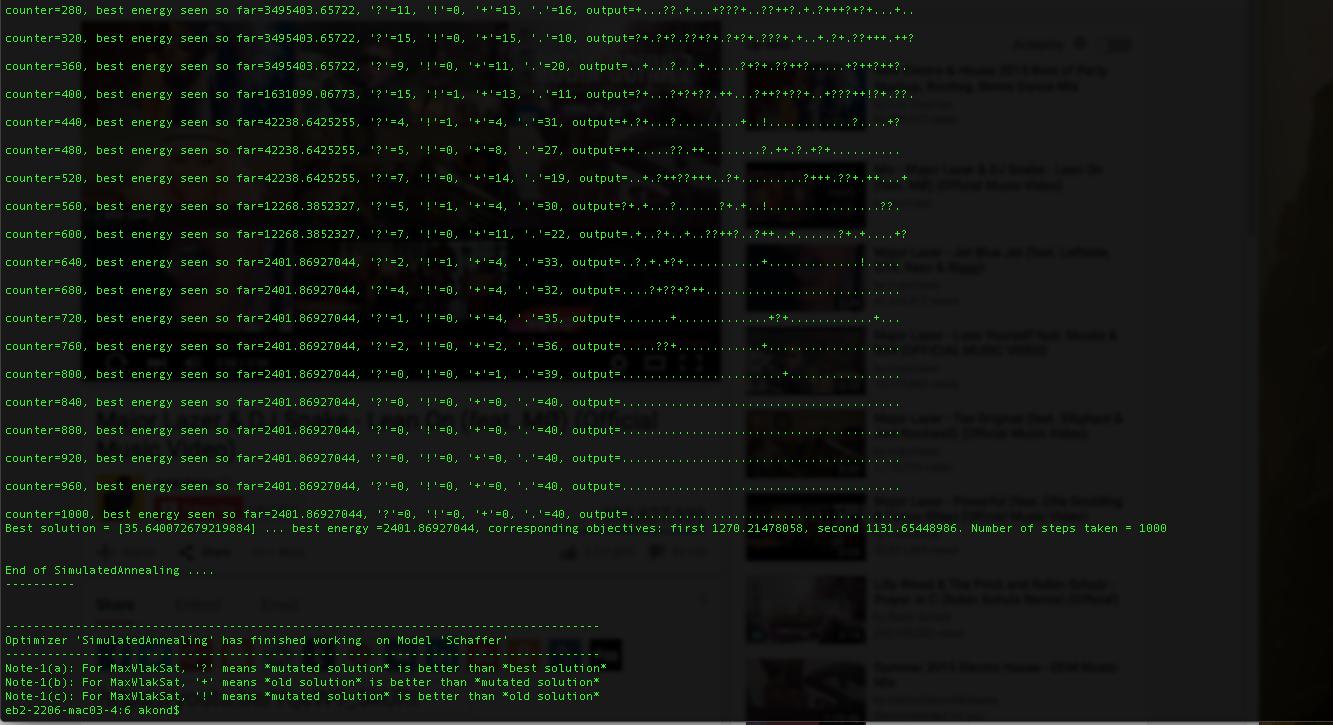 counter=280, best energy seen so far=3495403.65722, '?'=11, '!'=0, '+'=13, '.'=16, output=+...??.+...+???+..??++?.+.?+++?+?+...+..
counter=320, best energy seen so far=3495403.65722, '?'=15, '!'=0, '+'=15, '.'=10, output=?+.?+?.??+?+.?+?+.???+.+..+.?+.??+++.++?
counter=360, best energy seen so far=3495403.65722, '?'=9, '!'=0, '+'=11, '.'=20, output=..+...?...+.....?+?+.??++?.....+?++?++?.
counter=400, best energy seen so far=1631099.06773, '?'=15, '!'=1, '+'=13, '.'=11, output=?+...?+?+??.++...?++?+??+..+???++!?+.??.
counter=440, best energy seen so far=42238.6425255, '?'=4, '!'=1, '+'=4, '.'=31, output=+.?+...?.........+..!............?....+?
counter=480, best energy seen so far=42238.6425255, '?'=5, '!'=0, '+'=8, '.'=27, output=++.....??.++........?.++.?.+?+..........
counter=520, best energy seen so far=42238.6425255, '?'=7, '!'=0, '+'=14, '.'=19, output=..+.?++??+++..?+.........?+++.??+.++...+
counter=560, best energy seen so far=12268.3852327, '?'=5, '!'=1, '+'=4, '.'=30, output=?+.+...?......?+.+..!................??.
counter=600, best energy seen so far=12268.3852327, '?'=7, '!'=0, '+'=11, '.'=22, output=.+..?+..+..??++?..?++..+......?+.+....+?
counter=640, best energy seen so far=2401.86927044, '?'=2, '!'=1, '+'=4, '.'=33, output=..?.+.+?+...........+.............!.....
counter=680, best energy seen so far=2401.86927044, '?'=4, '!'=0, '+'=4, '.'=32, output=....?+??+?++............................
counter=720, best energy seen so far=2401.86927044, '?'=1, '!'=0, '+'=4, '.'=35, output=.......+.............+?+............+...
counter=760, best energy seen so far=2401.86927044, '?'=2, '!'=0, '+'=2, '.'=36, output=.....??+............+...................
counter=800, best energy seen so far=2401.86927044, '?'=0, '!'=0, '+'=1, '.'=39, output=.......................+................
counter=840, best energy seen so far=2401.86927044, '?'=0, '!'=0, '+'=0, '.'=40, output=........................................
counter=880, best energy seen so far=2401.86927044, '?'=0, '!'=0, '+'=0, '.'=40, output=........................................
counter=920, best energy seen so far=2401.86927044, '?'=0, '!'=0, '+'=0, '.'=40, output=........................................
counter=960, best energy seen so far=2401.86927044, '?'=0, '!'=0, '+'=0, '.'=40, output=........................................
counter=1000, best energy seen so far=2401.86927044, '?'=0, '!'=0, '+'=0, '.'=40, output=........................................
Best solution = [35.640072679219884] ... best energy =2401.86927044, corresponding objectives: first 1270.21478058, second 1131.65448986. Number of steps taken = 1000
End of SimulatedAnnealing ....
----------
-------------------------------------------------------------------------------------
Optimizer 'SimulatedAnnealing' has finished working  on Model 'Schaffer'
-------------------------------------------------------------------------------------
Note-1(a): For MaxWlakSat, '?' means *mutated solution* is better than *best solution*
Note-1(b): For MaxWlakSat, '+' means *old solution* is better than *mutated solution*
Note-1(c): For MaxWlakSat, '!' means *mutated solution* is better than *old solution*
eb2-2206-mac03-4:6 akond$